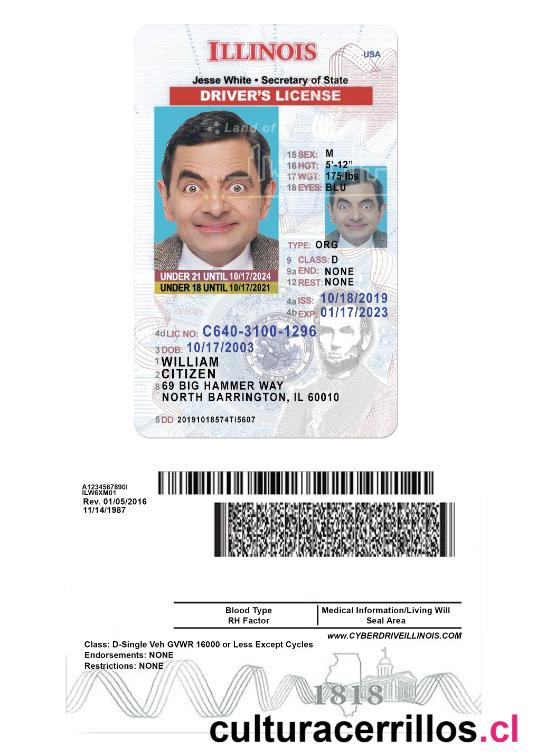 ILLINOIS
USA
Jesse White • Secretary of State
DRIVER'S LICENSE
Land of
15 SEX: M
16 HGT: 5'-12"
17 WGT: 175 lbs
18 EYES: BLU
TYPE: ORG
9 CLASS: D
9a END: NONE
12 REST: NONE
UNDER 21 UNTIL 10/17/2024
UNDER 18 UNTIL 10/17/2021
4a ISS: 10/18/2019
4b EXP: 01/17/2023
4d LIC NO: C640-3100-1296
3 DOB: 10/17/2003
1 WILLIAM
2 CITIZEN
8 69 BIG HAMMER WAY
NORTH BARRINGTON, IL 60010
5 DD 20191018574TI5607
A1234567890I
ILW6XM01
Rev. 01/05/2016
11/14/1987
Blood Type
RH Factor
Medical Information/Living Will
Seal Area
www.CYBERDRIVEILLINOIS.COM
Class: D-Single Veh GVWR 16000 or Less Except Cycles
Endorsements: NONE
Restrictions: NONE
1818
culturacerrillos.cl